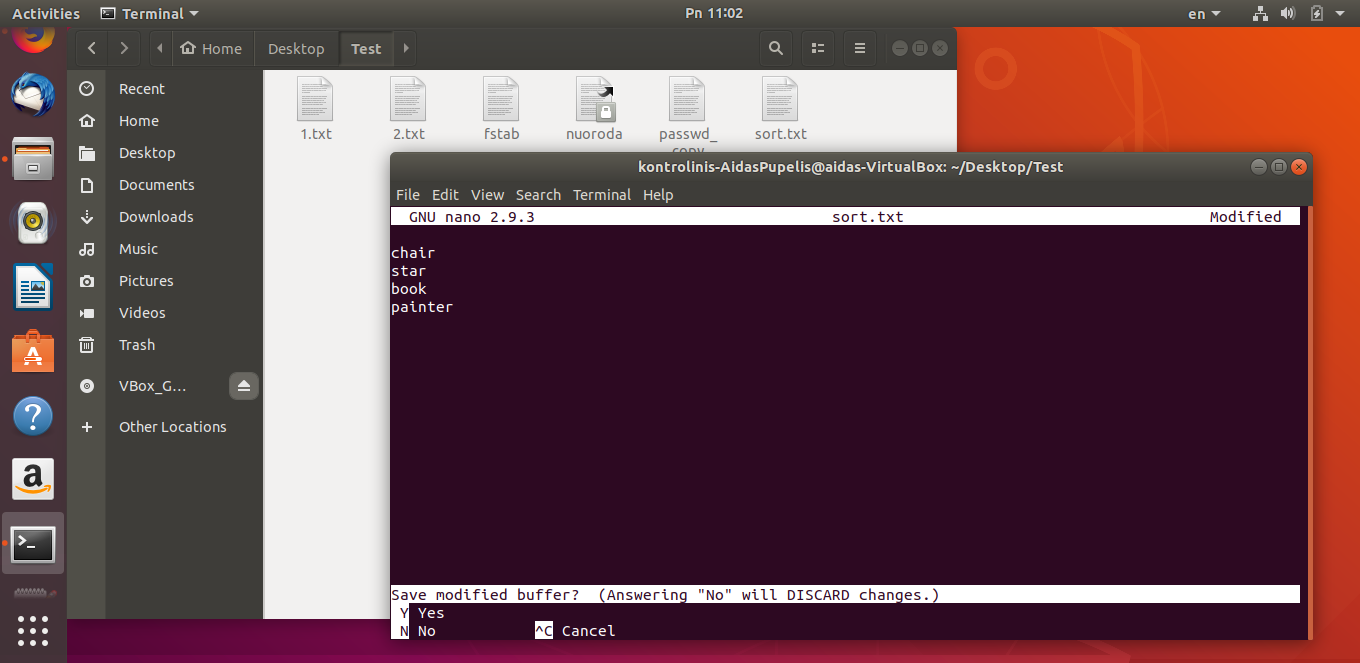 Activities Terminal Pn 11:02 en
Home Desktop Test
Recent
Home
Desktop
Documents
Downloads
Music
Pictures
Videos
Trash
VBox_G…
Other Locations
1.txt 2.txt fstab nuoroda passwd_ sort.txt
copy
kontrolinis-AidasPupelis@aidas-VirtualBox: ~/Desktop/Test
File Edit View Search Terminal Help
GNU nano 2.9.3 sort.txt Modified
chair
star
book
painter
Save modified buffer? (Answering "No" will DISCARD changes.)
Y Yes
N No ^C Cancel